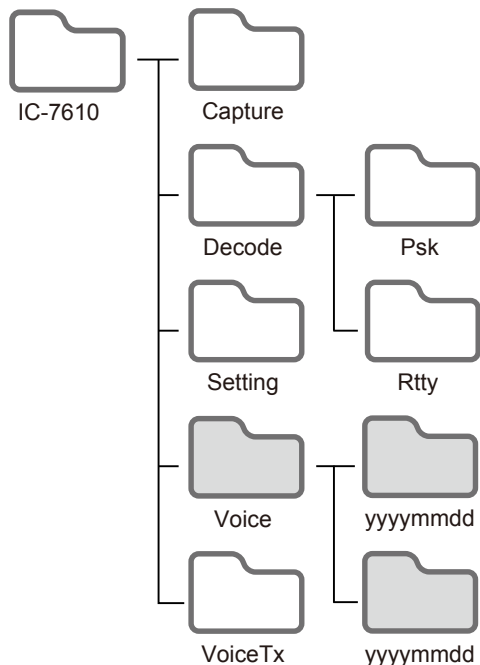 IC-7610
Capture
Decode
Psk
Setting
Rtty
Voice
yyyymmdd
VoiceTx
yyyymmdd